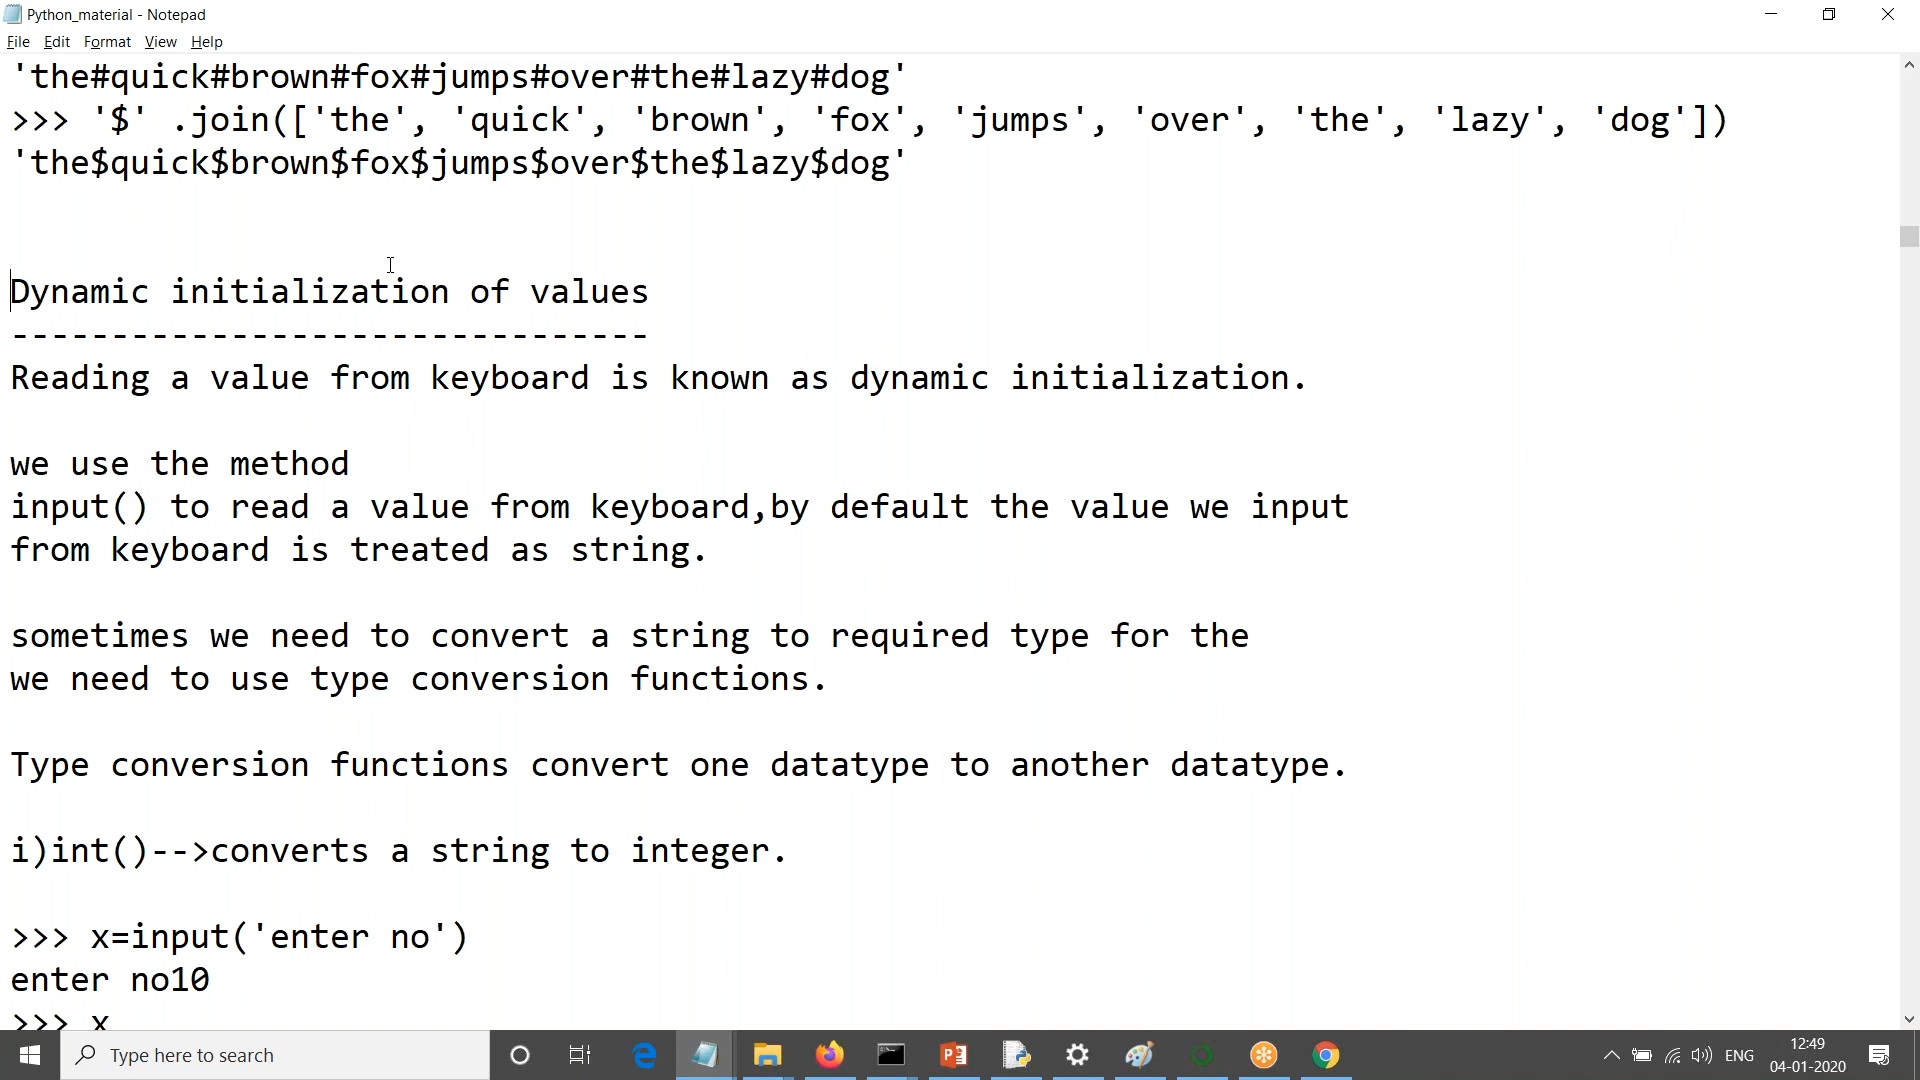 Python_material - Notepad
File Edit Format View Help
'the#quick#brown#fox#jumps#over#the#lazy#dog'
>>> '$' .join(['the', 'quick', 'brown', 'fox', 'jumps', 'over', 'the', 'lazy', 'dog'])
'the$quick$brown$fox$jumps$over$the$lazy$dog'
Dynamic initialization of values
--------------------------------
Reading a value from keyboard is known as dynamic initialization.
we use the method
input() to read a value from keyboard,by default the value we input
from keyboard is treated as string.
sometimes we need to convert a string to required type for the
we need to use type conversion functions.
Type conversion functions convert one datatype to another datatype.
i)int()-->converts a string to integer.
>>> x=input('enter no')
enter no10
>>> x
Type here to search
ENG
12:49
04-01-2020